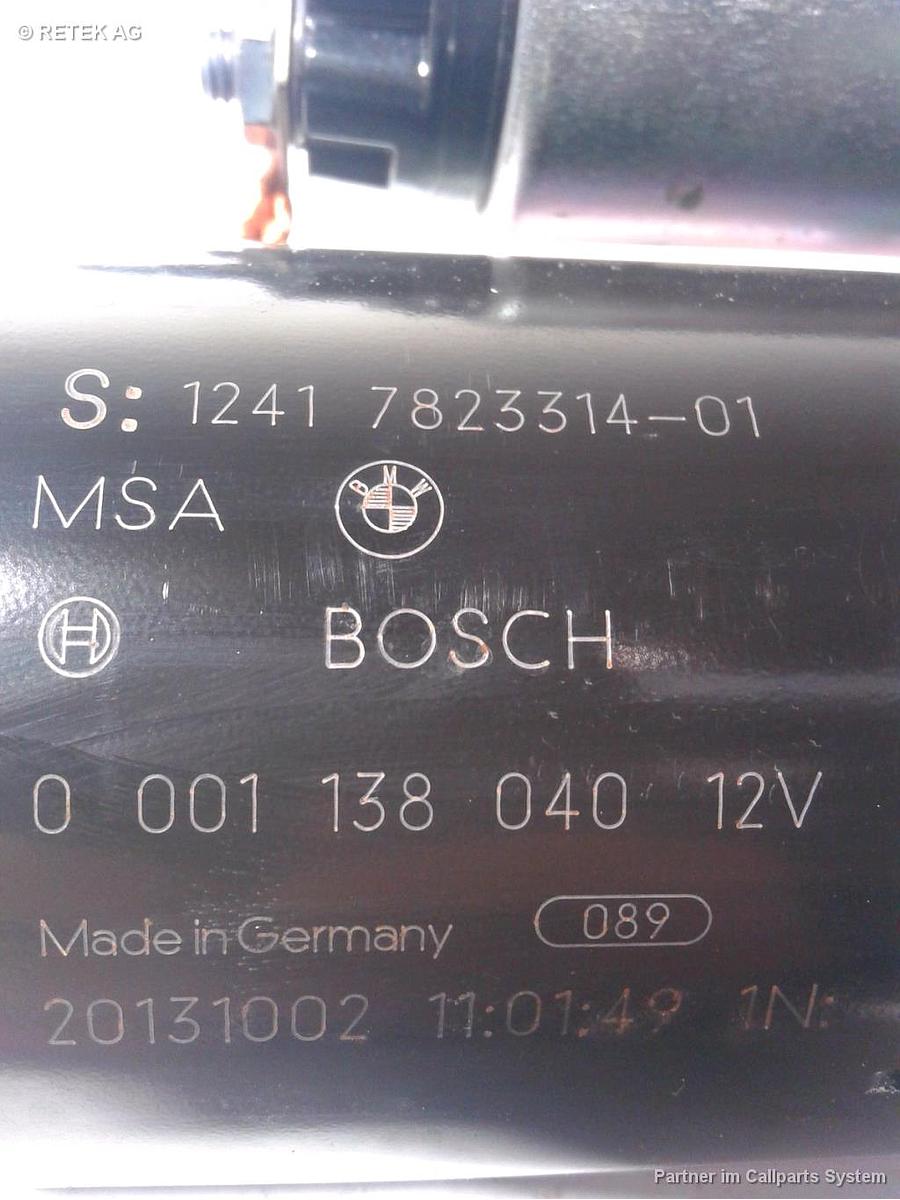 © RETEK AG
S: 1241 7823314-01
MSA BMW
H BOSCH
0 001 138 040 12V
Made in Germany 089
20131002 11:01:49 1N:
Partner im Callparts System